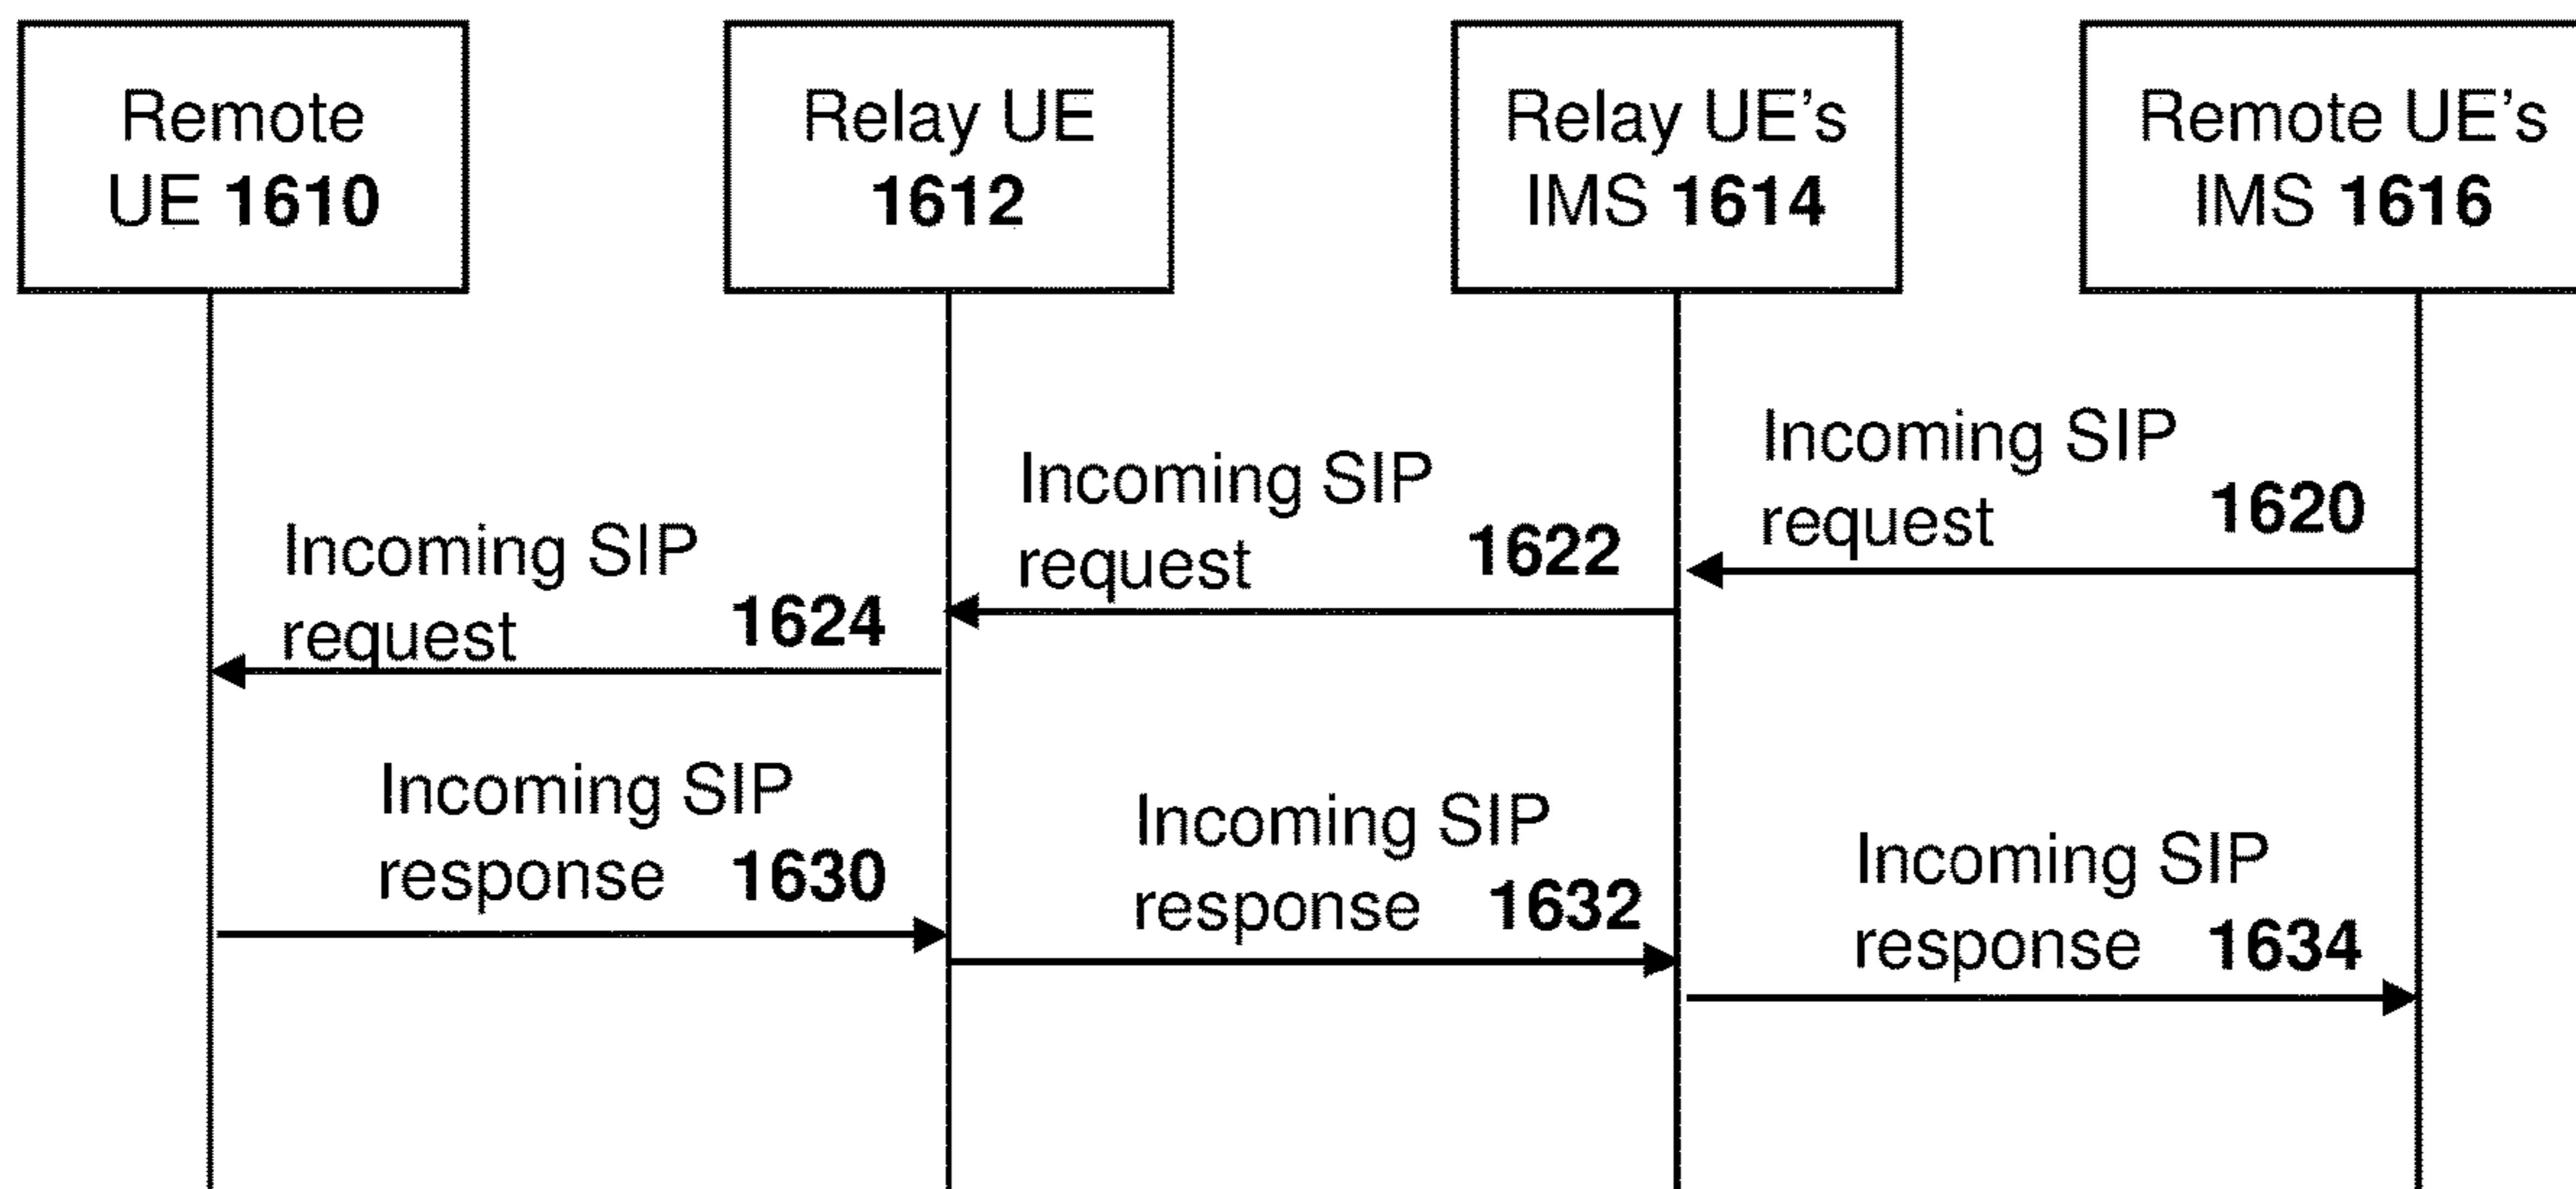 Remote
UE 1610
Relay UE
1612
Relay UE's
IMS 1614
Remote UE's
IMS 1616
Incoming SIP
request 1620
Incoming SIP
request 1622
Incoming SIP
request 1624
Incoming SIP
response 1630
Incoming SIP
response 1632
Incoming SIP
response 1634